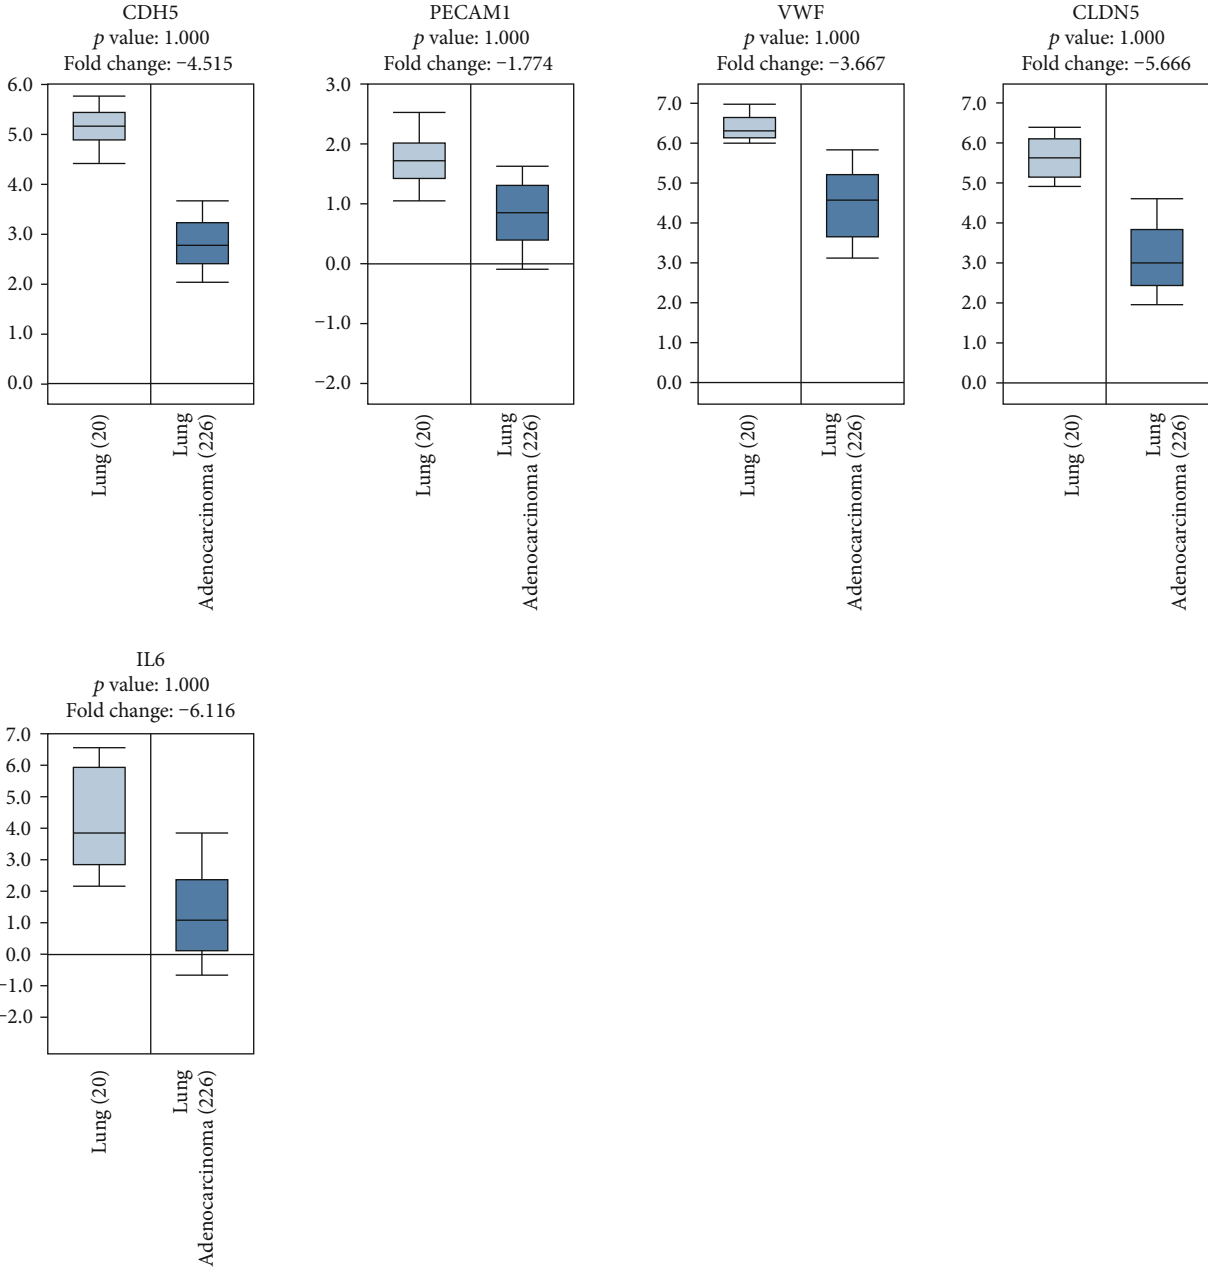 CDH5
p value: 1.000
Fold change: −4.515
6.0
5.0
4.0
3.0
2.0
1.0
0.0
Lung (20)
Lung
Adenocarcinoma (226)
PECAM1
p value: 1.000
Fold change: −1.774
3.0
2.0
1.0
0.0
−1.0
−2.0
Lung (20)
Lung
Adenocarcinoma (226)
VWF
p value: 1.000
Fold change: −3.667
7.0
6.0
5.0
4.0
3.0
2.0
1.0
0.0
Lung (20)
Lung
Adenocarcinoma (226)
CLDN5
p value: 1.000
Fold change: −5.666
7.0
6.0
5.0
4.0
3.0
2.0
1.0
0.0
Lung (20)
Lung
Adenocarcinoma (226)
IL6
p value: 1.000
Fold change: −6.116
7.0
6.0
5.0
4.0
3.0
2.0
1.0
0.0
−1.0
−2.0
Lung (20)
Lung
Adenocarcinoma (226)